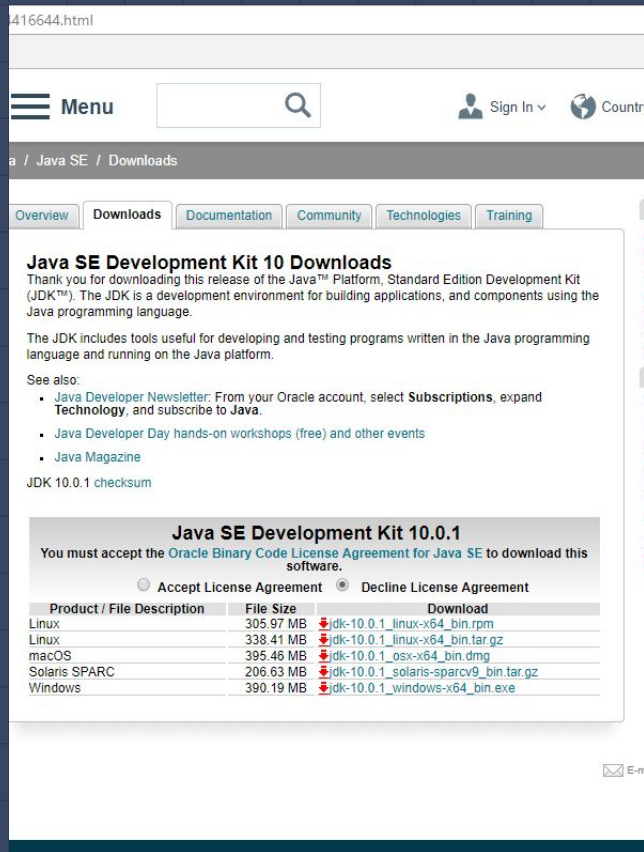 4416644.html
Menu
Sign In
Country
a / Java SE / Downloads
Overview Downloads Documentation Community Technologies Training
Java SE Development Kit 10 Downloads
Thank you for downloading this release of the Java™ Platform, Standard Edition Development Kit
(JDK™). The JDK is a development environment for building applications, and components using the
Java programming language.
The JDK includes tools useful for developing and testing programs written in the Java programming
language and running on the Java platform.
See also:
Java Developer Newsletter: From your Oracle account, select Subscriptions, expand
Technology, and subscribe to Java.
Java Developer Day hands-on workshops (free) and other events
Java Magazine
JDK 10.0.1 checksum
Java SE Development Kit 10.0.1
You must accept the Oracle Binary Code License Agreement for Java SE to download this
software.
Accept License Agreement Decline License Agreement
Product / File Description File Size Download
Linux 305.97 MB jdk-10.0.1_linux-x64_bin.rpm
Linux 338.41 MB jdk-10.0.1_linux-x64_bin.tar.gz
macOS 395.46 MB jdk-10.0.1_osx-x64_bin.dmg
Solaris SPARC 206.63 MB jdk-10.0.1_solaris-sparcv9_bin.tar.gz
Windows 390.19 MB jdk-10.0.1_windows-x64_bin.exe